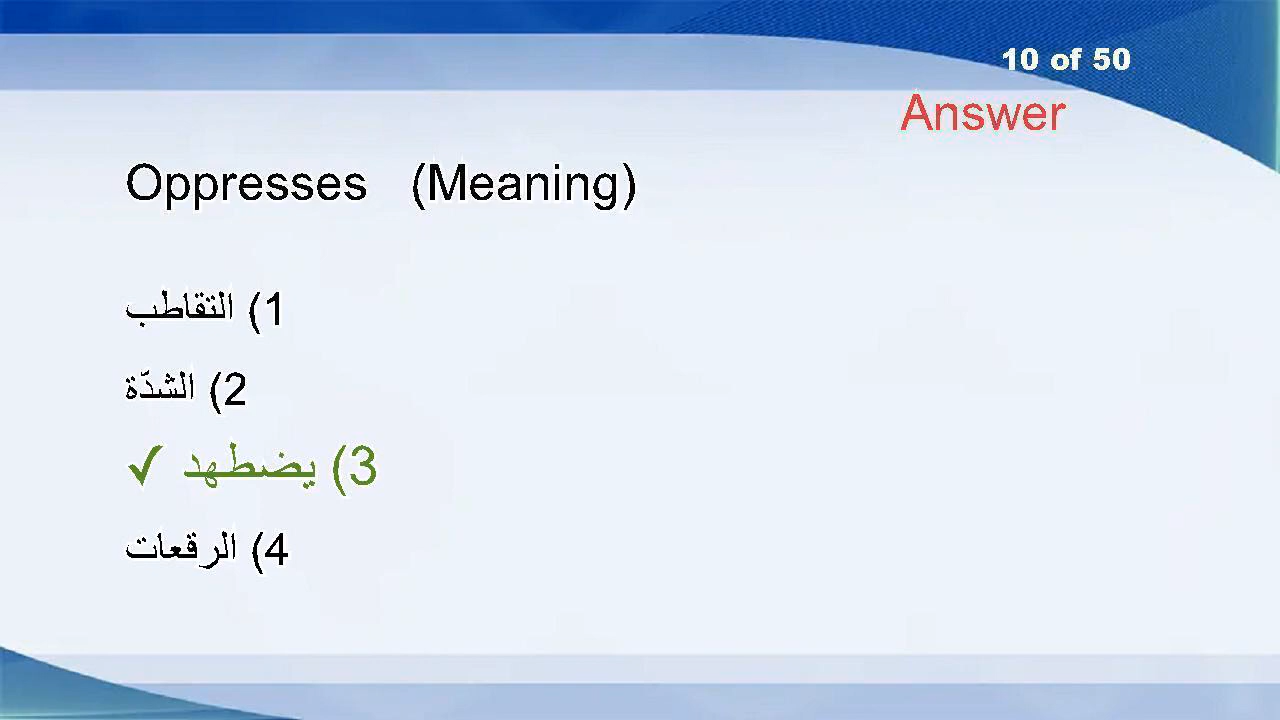 10 of 50
Answer
Oppresses (Meaning)
1) التقاطب
2) الشدّة
3) يضطهد ✓
4) الرقعات